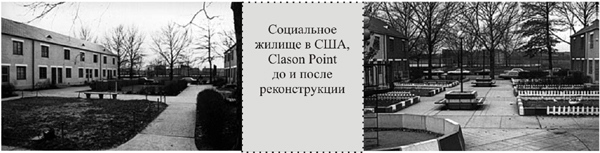 Социальное
жилище в США,
Clason Point
до и после
реконструкции